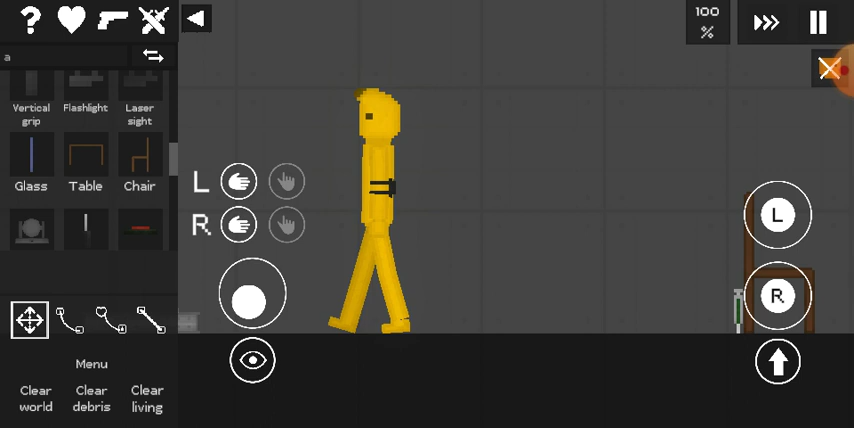 ?
100
%
a
Vertical grip
Flashlight
Laser sight
Glass
Table
Chair
L
R
L
R
Menu
Clear world
Clear debris
Clear living